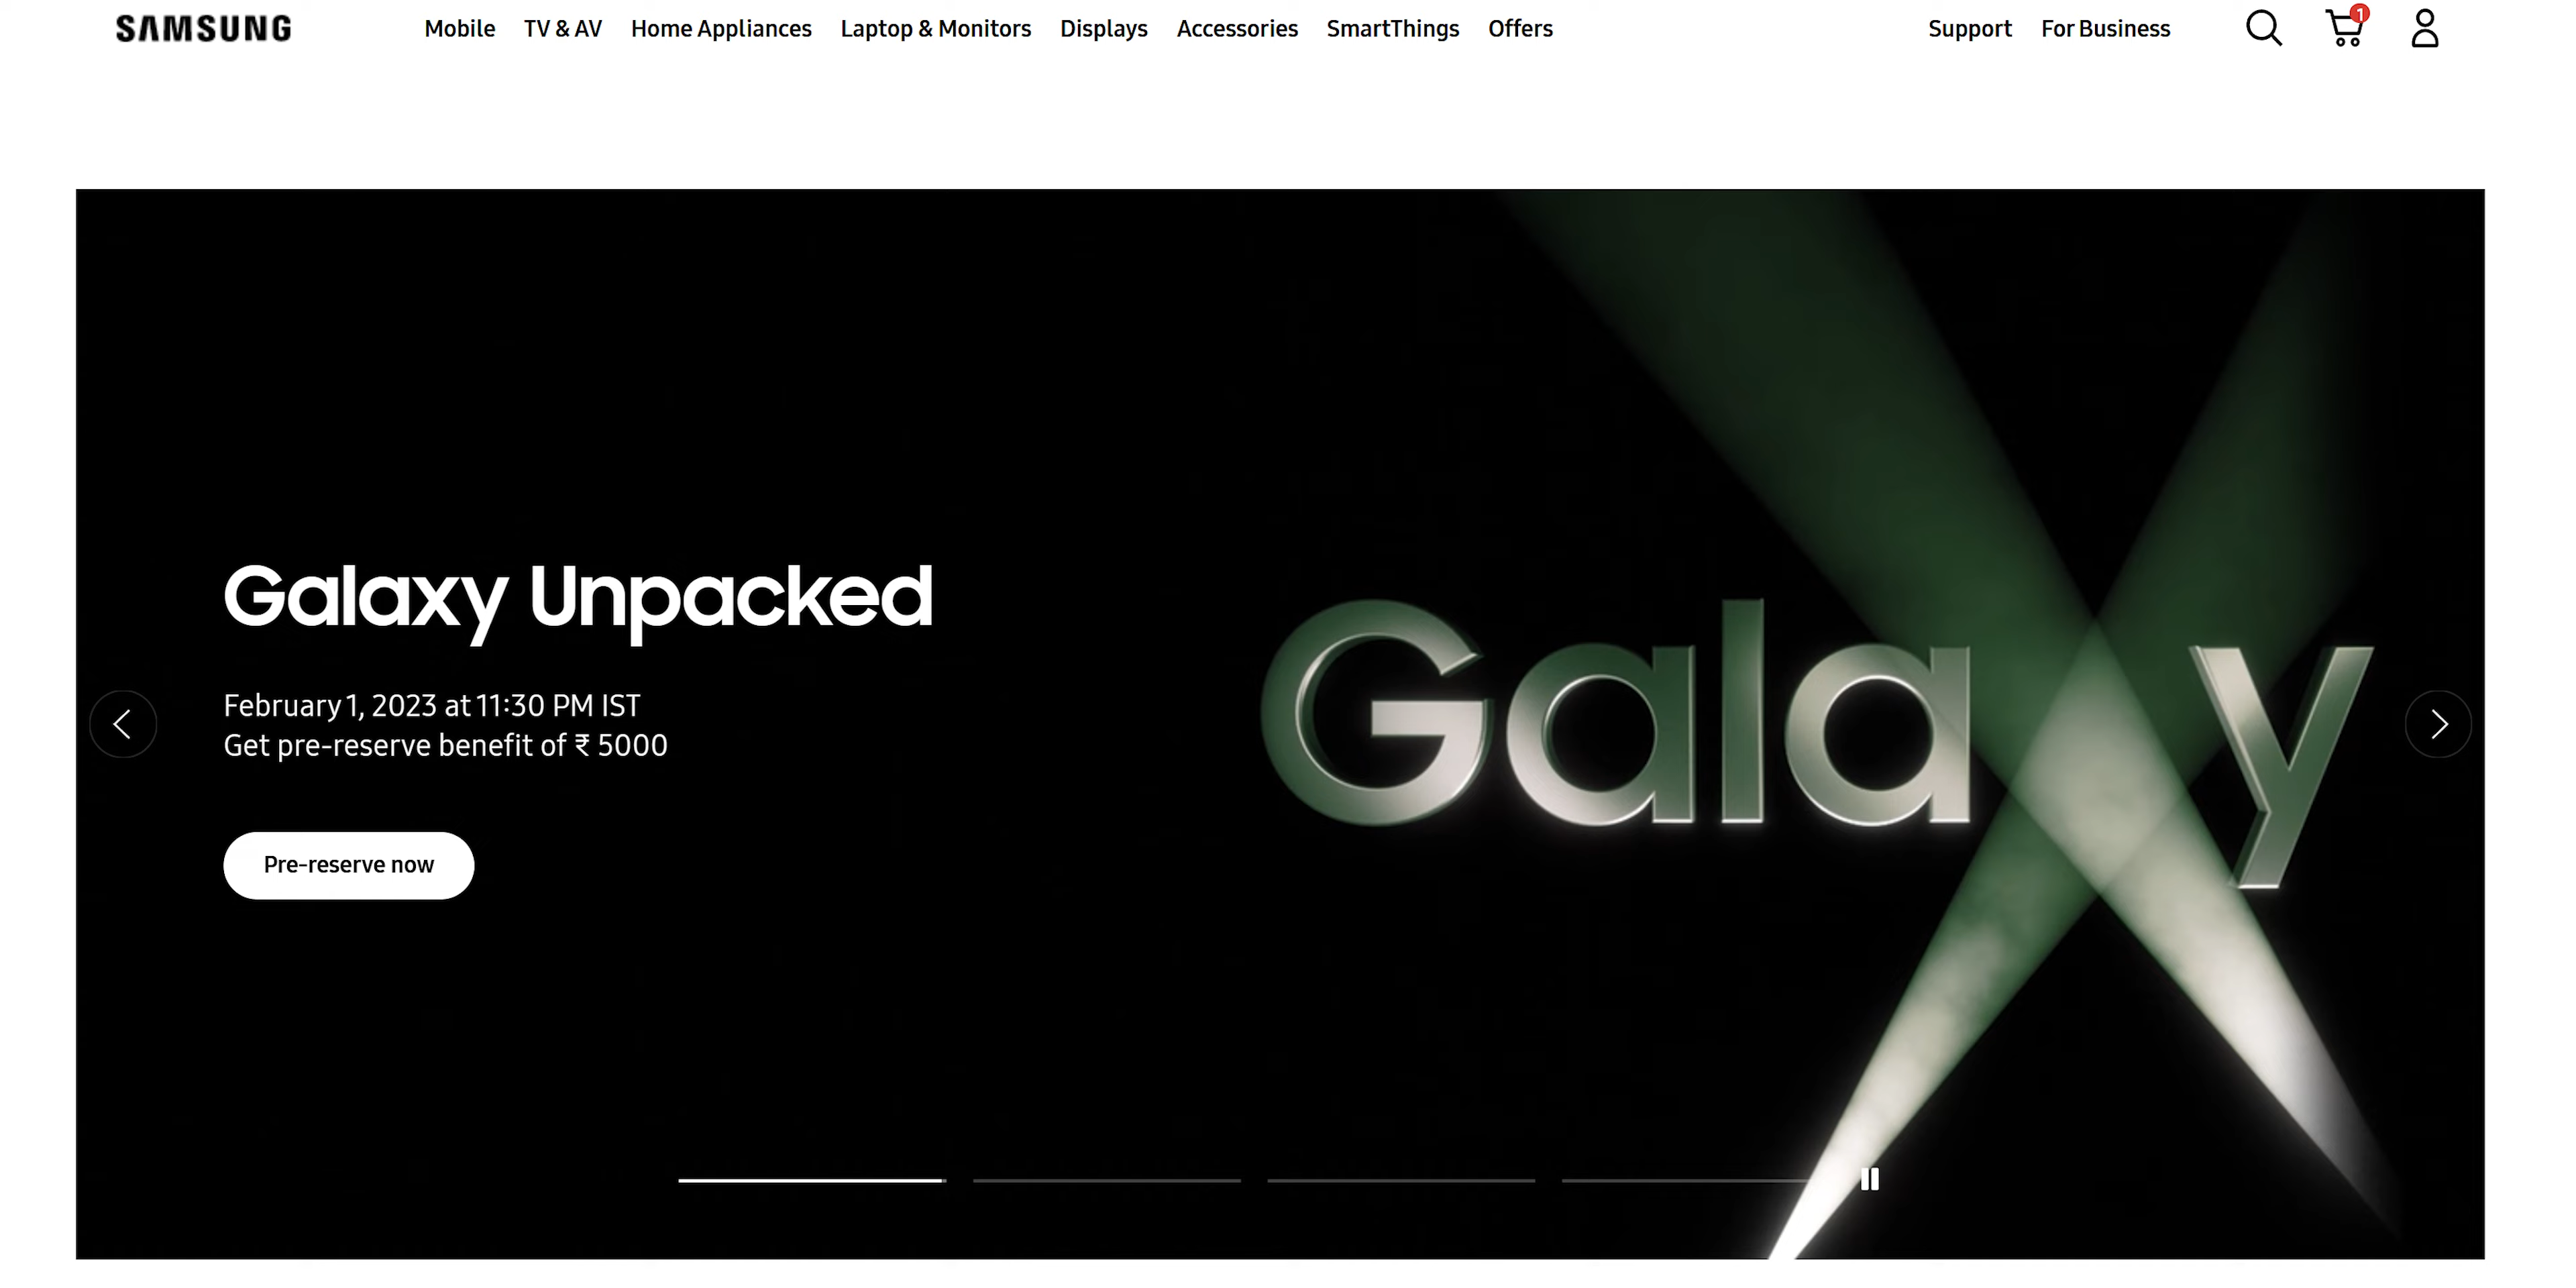 SAMSUNG
Mobile TV & AV Home Appliances Laptop & Monitors Displays Accessories SmartThings Offers Support For Business 1
Galaxy Unpacked
February 1, 2023 at 11:30 PM IST
Get pre-reserve benefit of ₹ 5000
Pre-reserve now
Galaxy